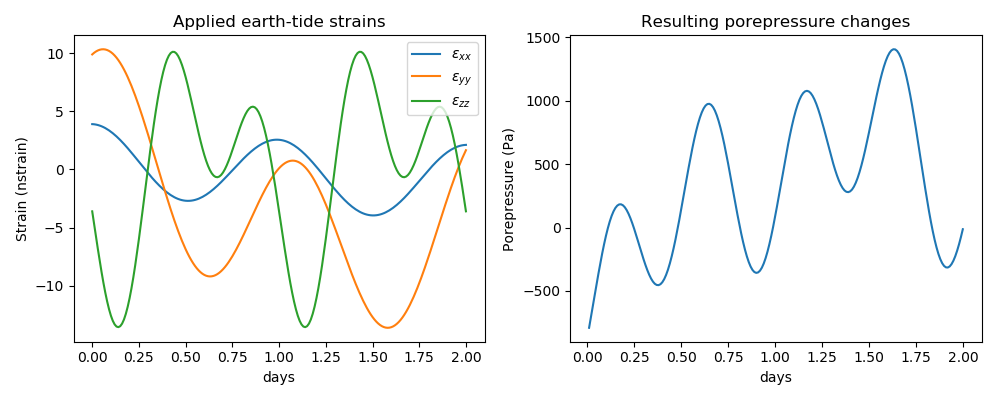 Applied earth-tide strains
Strain (nstrain)
10
5
0
−5
−10
εxx
εyy
εzz
0.00 0.25 0.50 0.75 1.00 1.25 1.50 1.75 2.00
days
Resulting porepressure changes
Porepressure (Pa)
1500
1000
500
0
−500
0.00 0.25 0.50 0.75 1.00 1.25 1.50 1.75 2.00
days